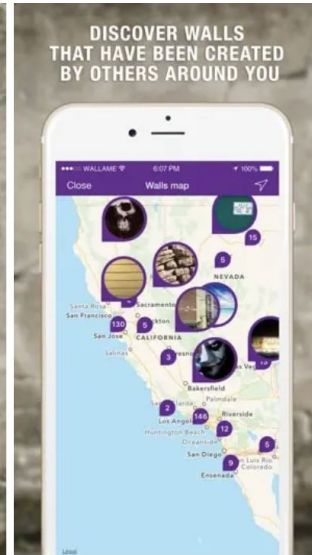 DISCOVER WALLS
THAT HAVE BEEN CREATED
BY OTHERS AROUND YOU
WALLAME
6:07 PM
100%
Close
Walls map
15
5
NEVADA
Santa Rosa
Sacramento
San Francisco
130
5
San Jose
CALIFORNIA
Salinas
3
Bakersfield
Palmdale
2
146
Riverside
12
Huntington Beach
Oceanside
5
San Diego
9
Ensenada
Legal